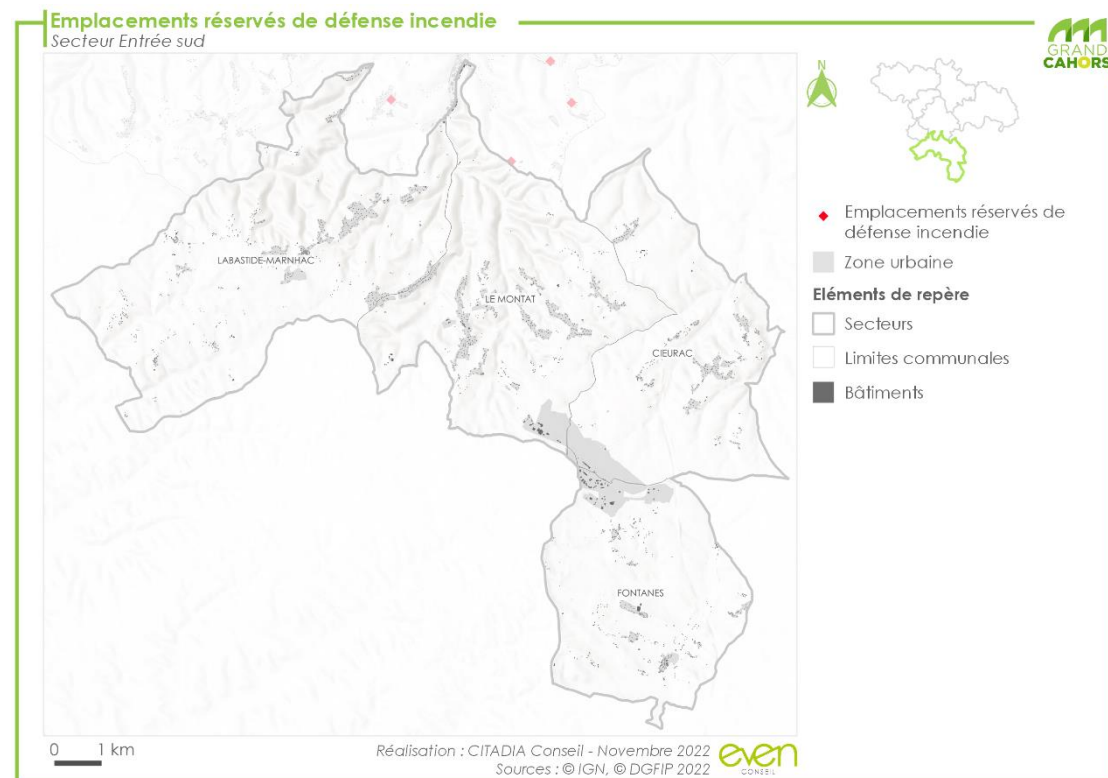 Emplacements réservés de défense incendie
Secteur Entrée sud
GRAND
CAHORS
N
LABASTIDE-MARNHAC
LE MONTAT
CIEURAC
FONTANES
Emplacements réservés de
défense incendie
Zone urbaine
Eléments de repère
Secteurs
Limites communales
Bâtiments
0 1 km
Réalisation : CITADIA Conseil - Novembre 2022
Sources : © IGN, © DGFIP 2022
even
CONSEIL